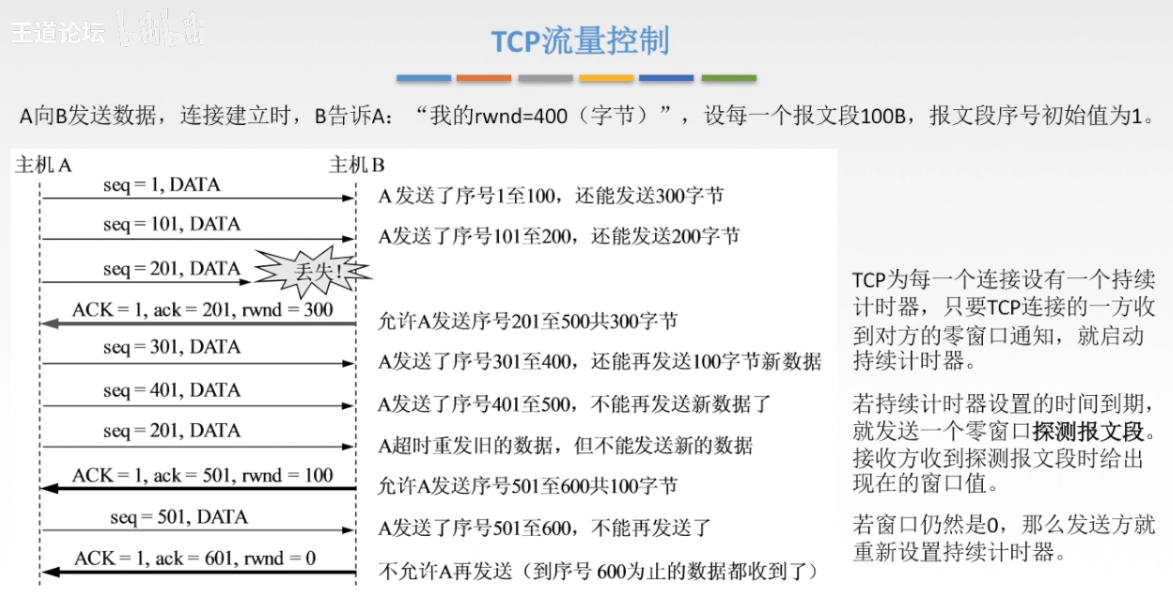 王道论坛
TCP流量控制
A向B发送数据，连接建立时，B告诉A：“我的rwnd=400（字节）”，设每一个报文段100B，报文段序号初始值为1。
主机A
主机B
seq = 1, DATA
A发送了序号1至100，还能发送300字节
seq = 101, DATA
A发送了序号101至200，还能发送200字节
seq = 201, DATA
丢失!
ACK = 1, ack = 201, rwnd = 300
允许A发送序号201至500共300字节
seq = 301, DATA
A发送了序号301至400，还能再发送100字节新数据
seq = 401, DATA
A发送了序号401至500，不能再发送新数据了
seq = 201, DATA
A超时重发旧的数据，但不能发送新的数据
ACK = 1, ack = 501, rwnd = 100
允许A发送序号501至600共100字节
seq = 501, DATA
A发送了序号501至600，不能再发送了
ACK = 1, ack = 601, rwnd = 0
不允许A再发送（到序号600为止的数据都收到了）
TCP为每一个连接设有一个持续
计时器，只要TCP连接的一方收
到对方的零窗口通知，就启动
持续计时器。
若持续计时器设置的时间到期，
就发送一个零窗口探测报文段。
接收方收到探测报文段时给出
现在的窗口值。
若窗口仍然是0，那么发送方就
重新设置持续计时器。